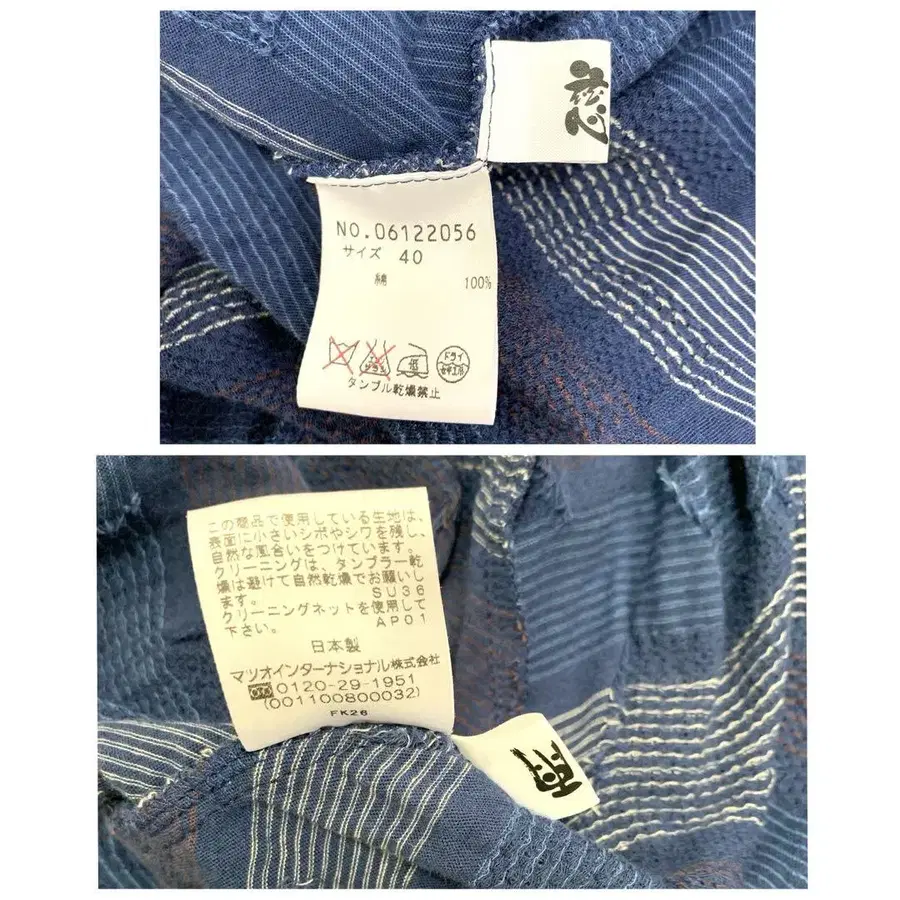 NO.06122056
サイズ 40
綿 100%
低
ドライ
タンブル乾燥禁止
この商品で使用している生地は、
表面に小さいシボやシワを残し、
自然な風合いをつけています。
クリーニングは、タンブラー乾
燥は避けて自然乾燥でお願いし
ます。 SU36
クリーニングネットを使用して
下さい。 AP01
日本製
マツオインターナショナル株式会社
0120-29-1951
(001100800032)
FK26